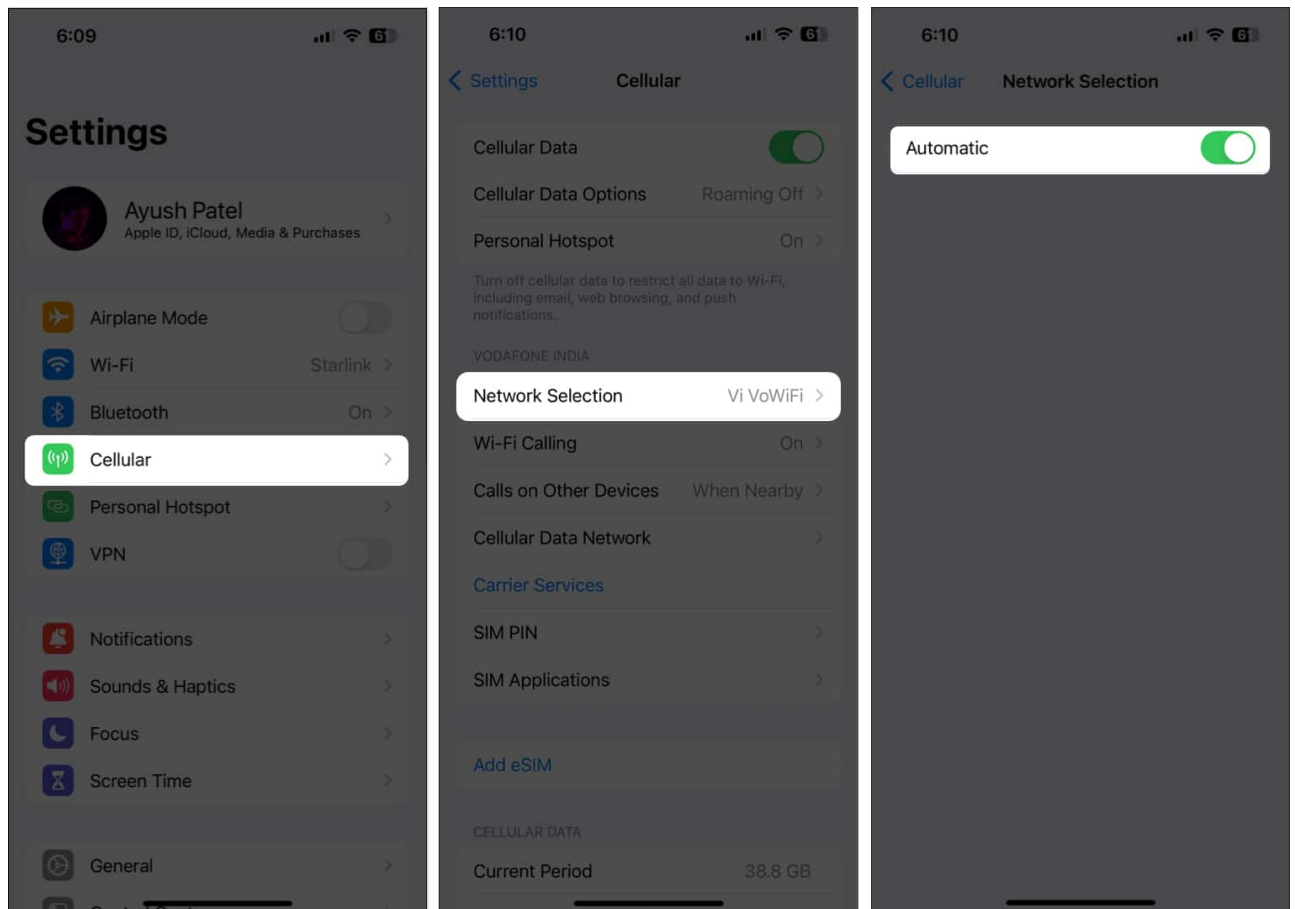 6:09
61
Settings
Ayush Patel
Apple ID, iCloud, Media & Purchases
Airplane Mode
Wi-Fi Starlink
Bluetooth On
Cellular
Personal Hotspot
VPN
Notifications
Sounds & Haptics
Focus
Screen Time
General
6:10
61
Settings Cellular
Cellular Data
Cellular Data Options Roaming Off
Personal Hotspot On
Turn off cellular data to restrict all data to Wi-Fi,
including email, web browsing, and push
notifications.
VODAFONE INDIA
Network Selection Vi VoWiFi
Wi-Fi Calling On
Calls on Other Devices When Nearby
Cellular Data Network
Carrier Services
SIM PIN
SIM Applications
Add eSIM
CELLULAR DATA
Current Period 38.8 GB
6:10
61
Cellular Network Selection
Automatic